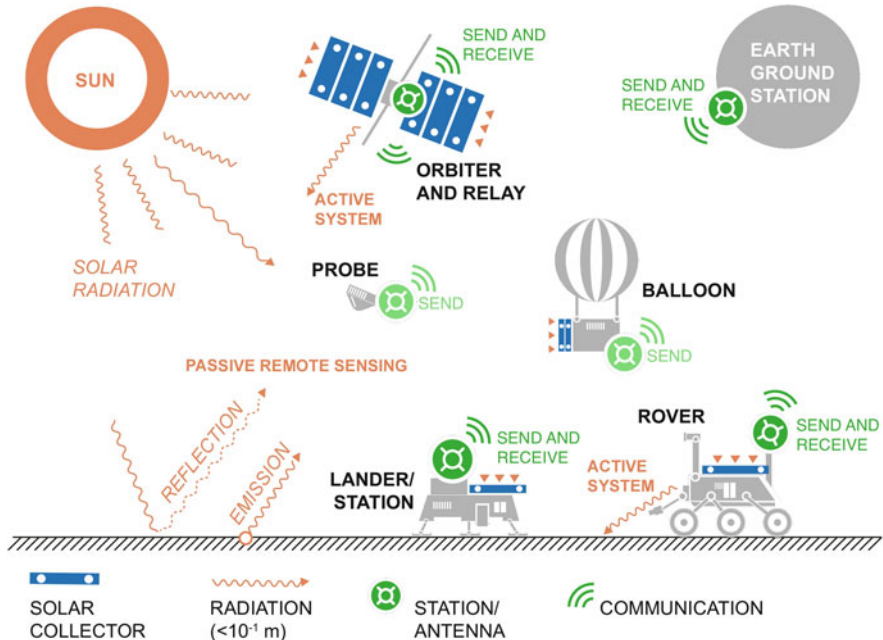 SUN
SEND AND
RECEIVE
EARTH
GROUND
STATION
SEND AND
RECEIVE
ORBITER
AND RELAY
ACTIVE
SYSTEM
SOLAR
RADIATION
PROBE
SEND
BALLOON
SEND
PASSIVE REMOTE SENSING
REFLECTION
EMISSION
LANDER/
STATION
SEND AND
RECEIVE
ROVER
SEND AND
RECEIVE
ACTIVE
SYSTEM
SOLAR
COLLECTOR
RADIATION
(<10⁻¹ m)
STATION/
ANTENNA
COMMUNICATION